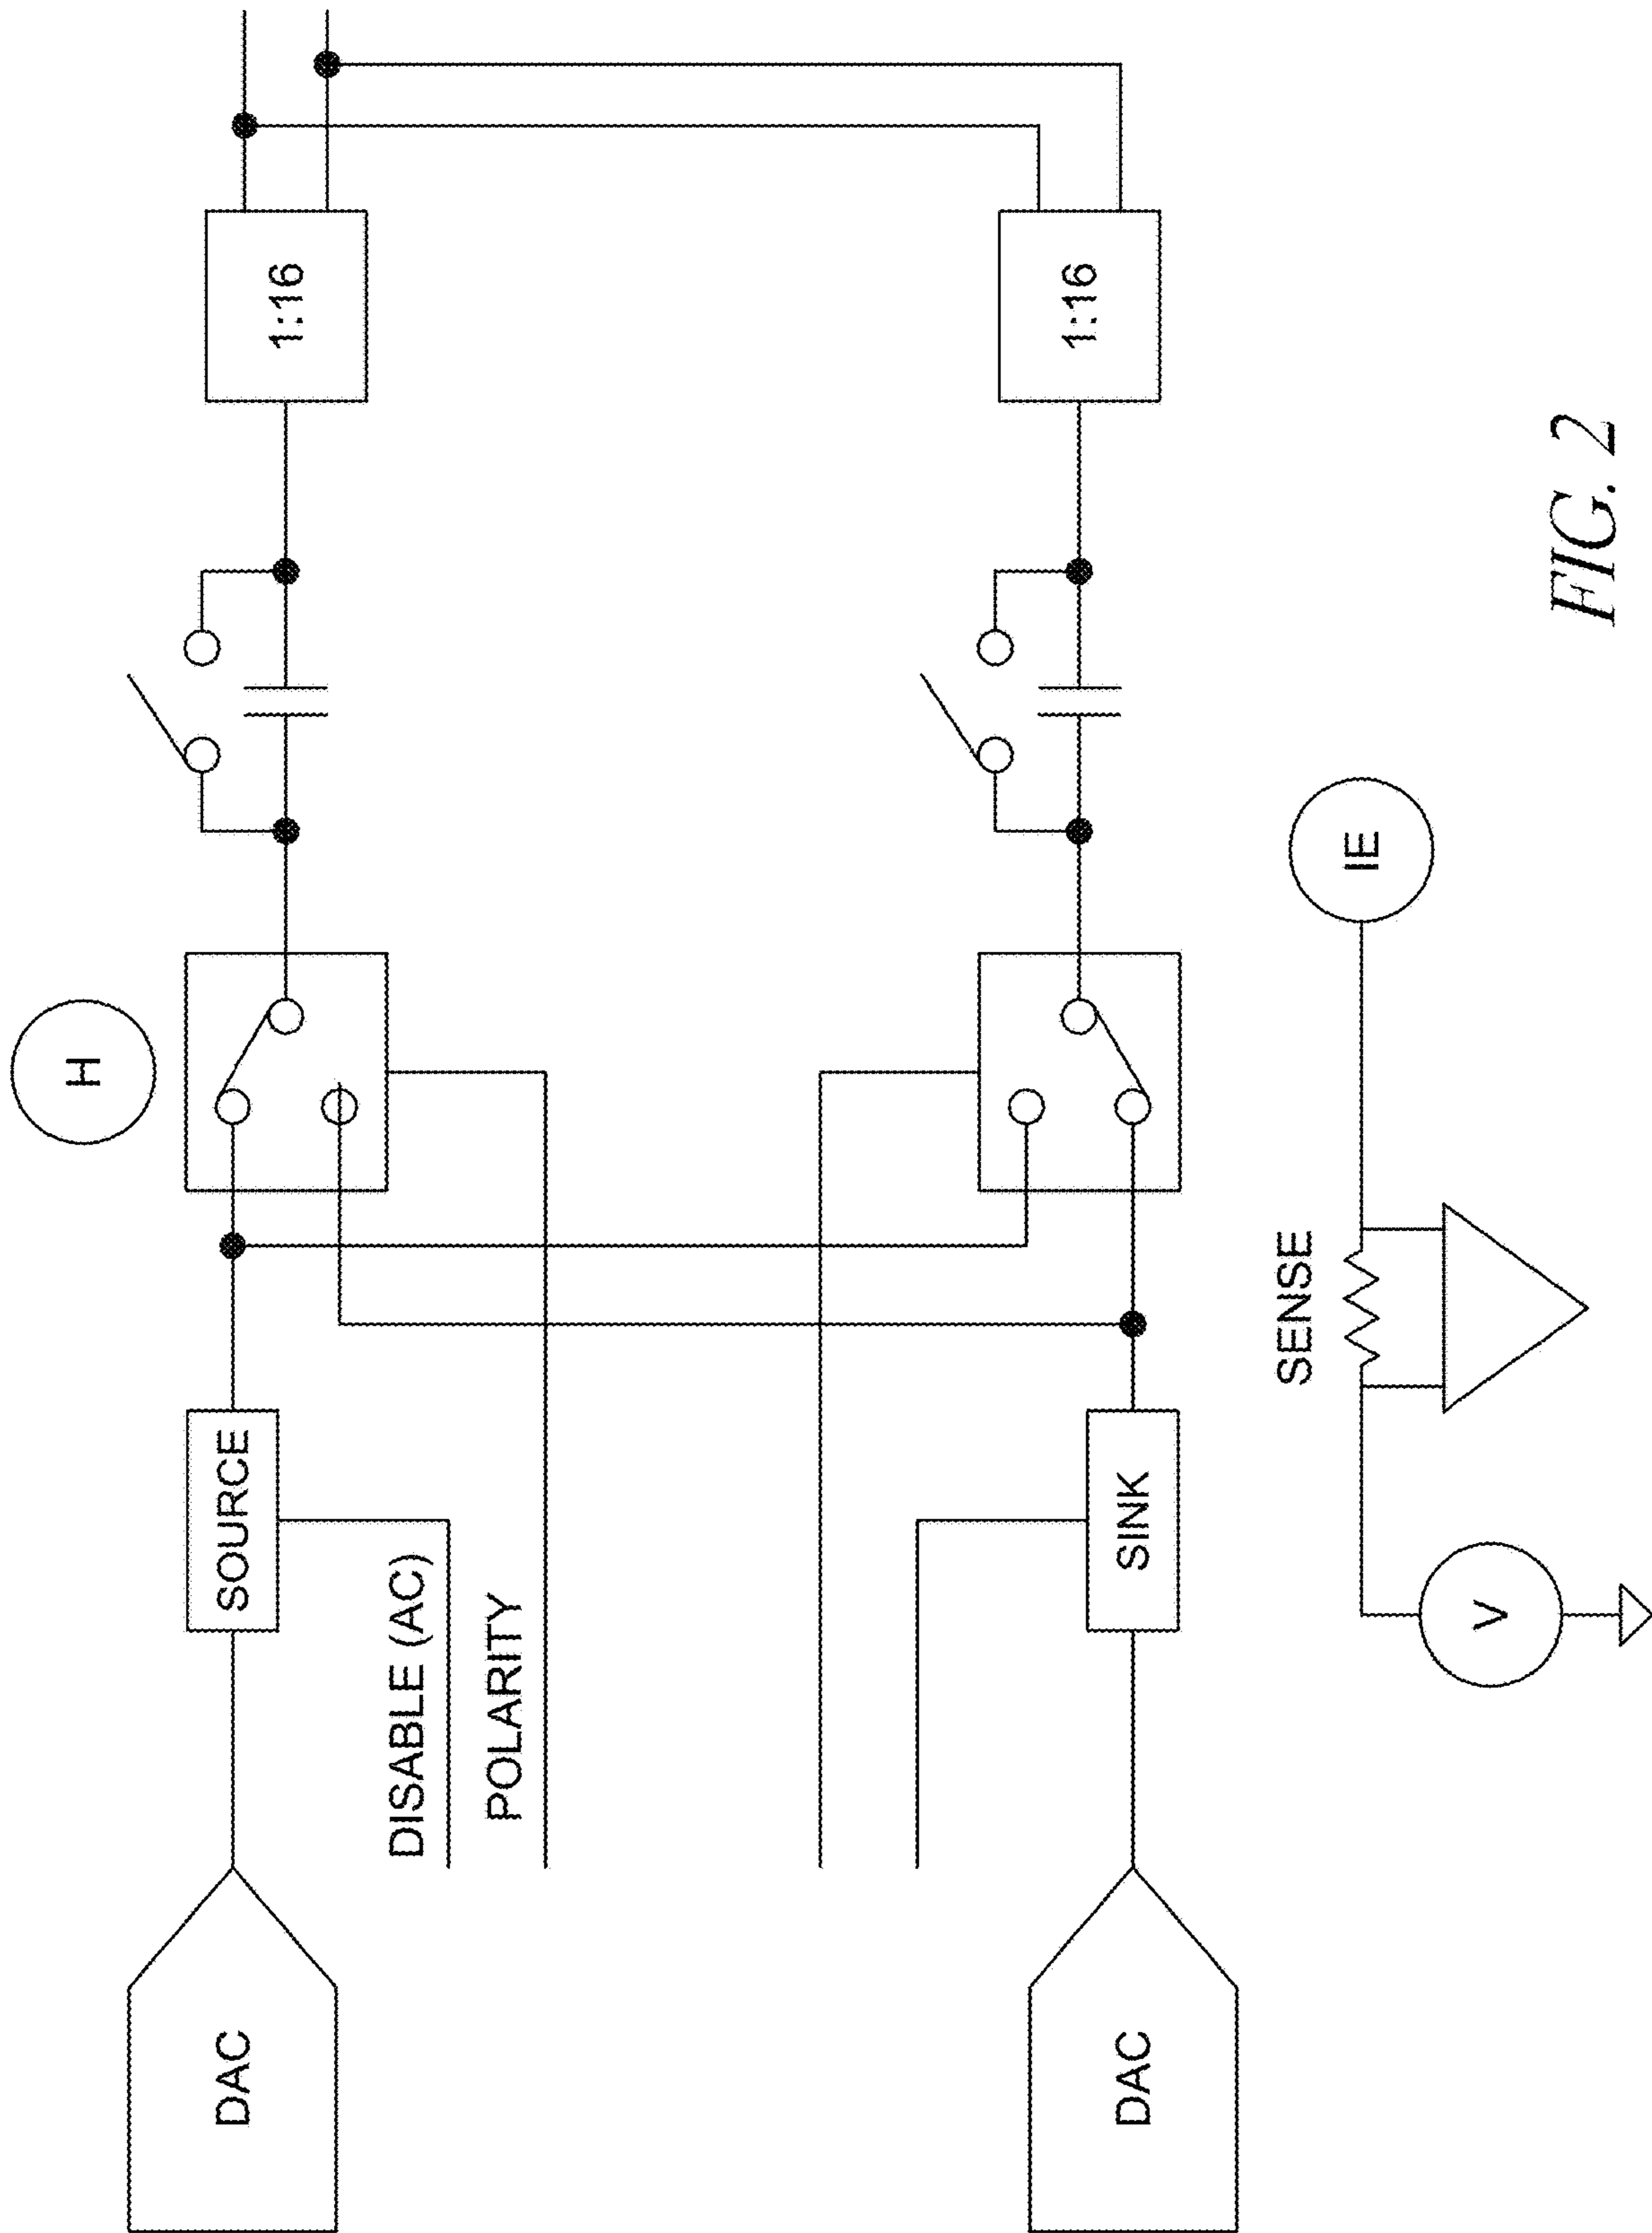 H
1:16
SOURCE
DISABLE (AC)
POLARITY
DAC
1:16
SINK
DAC
SENSE
IE
V
FIG. 2